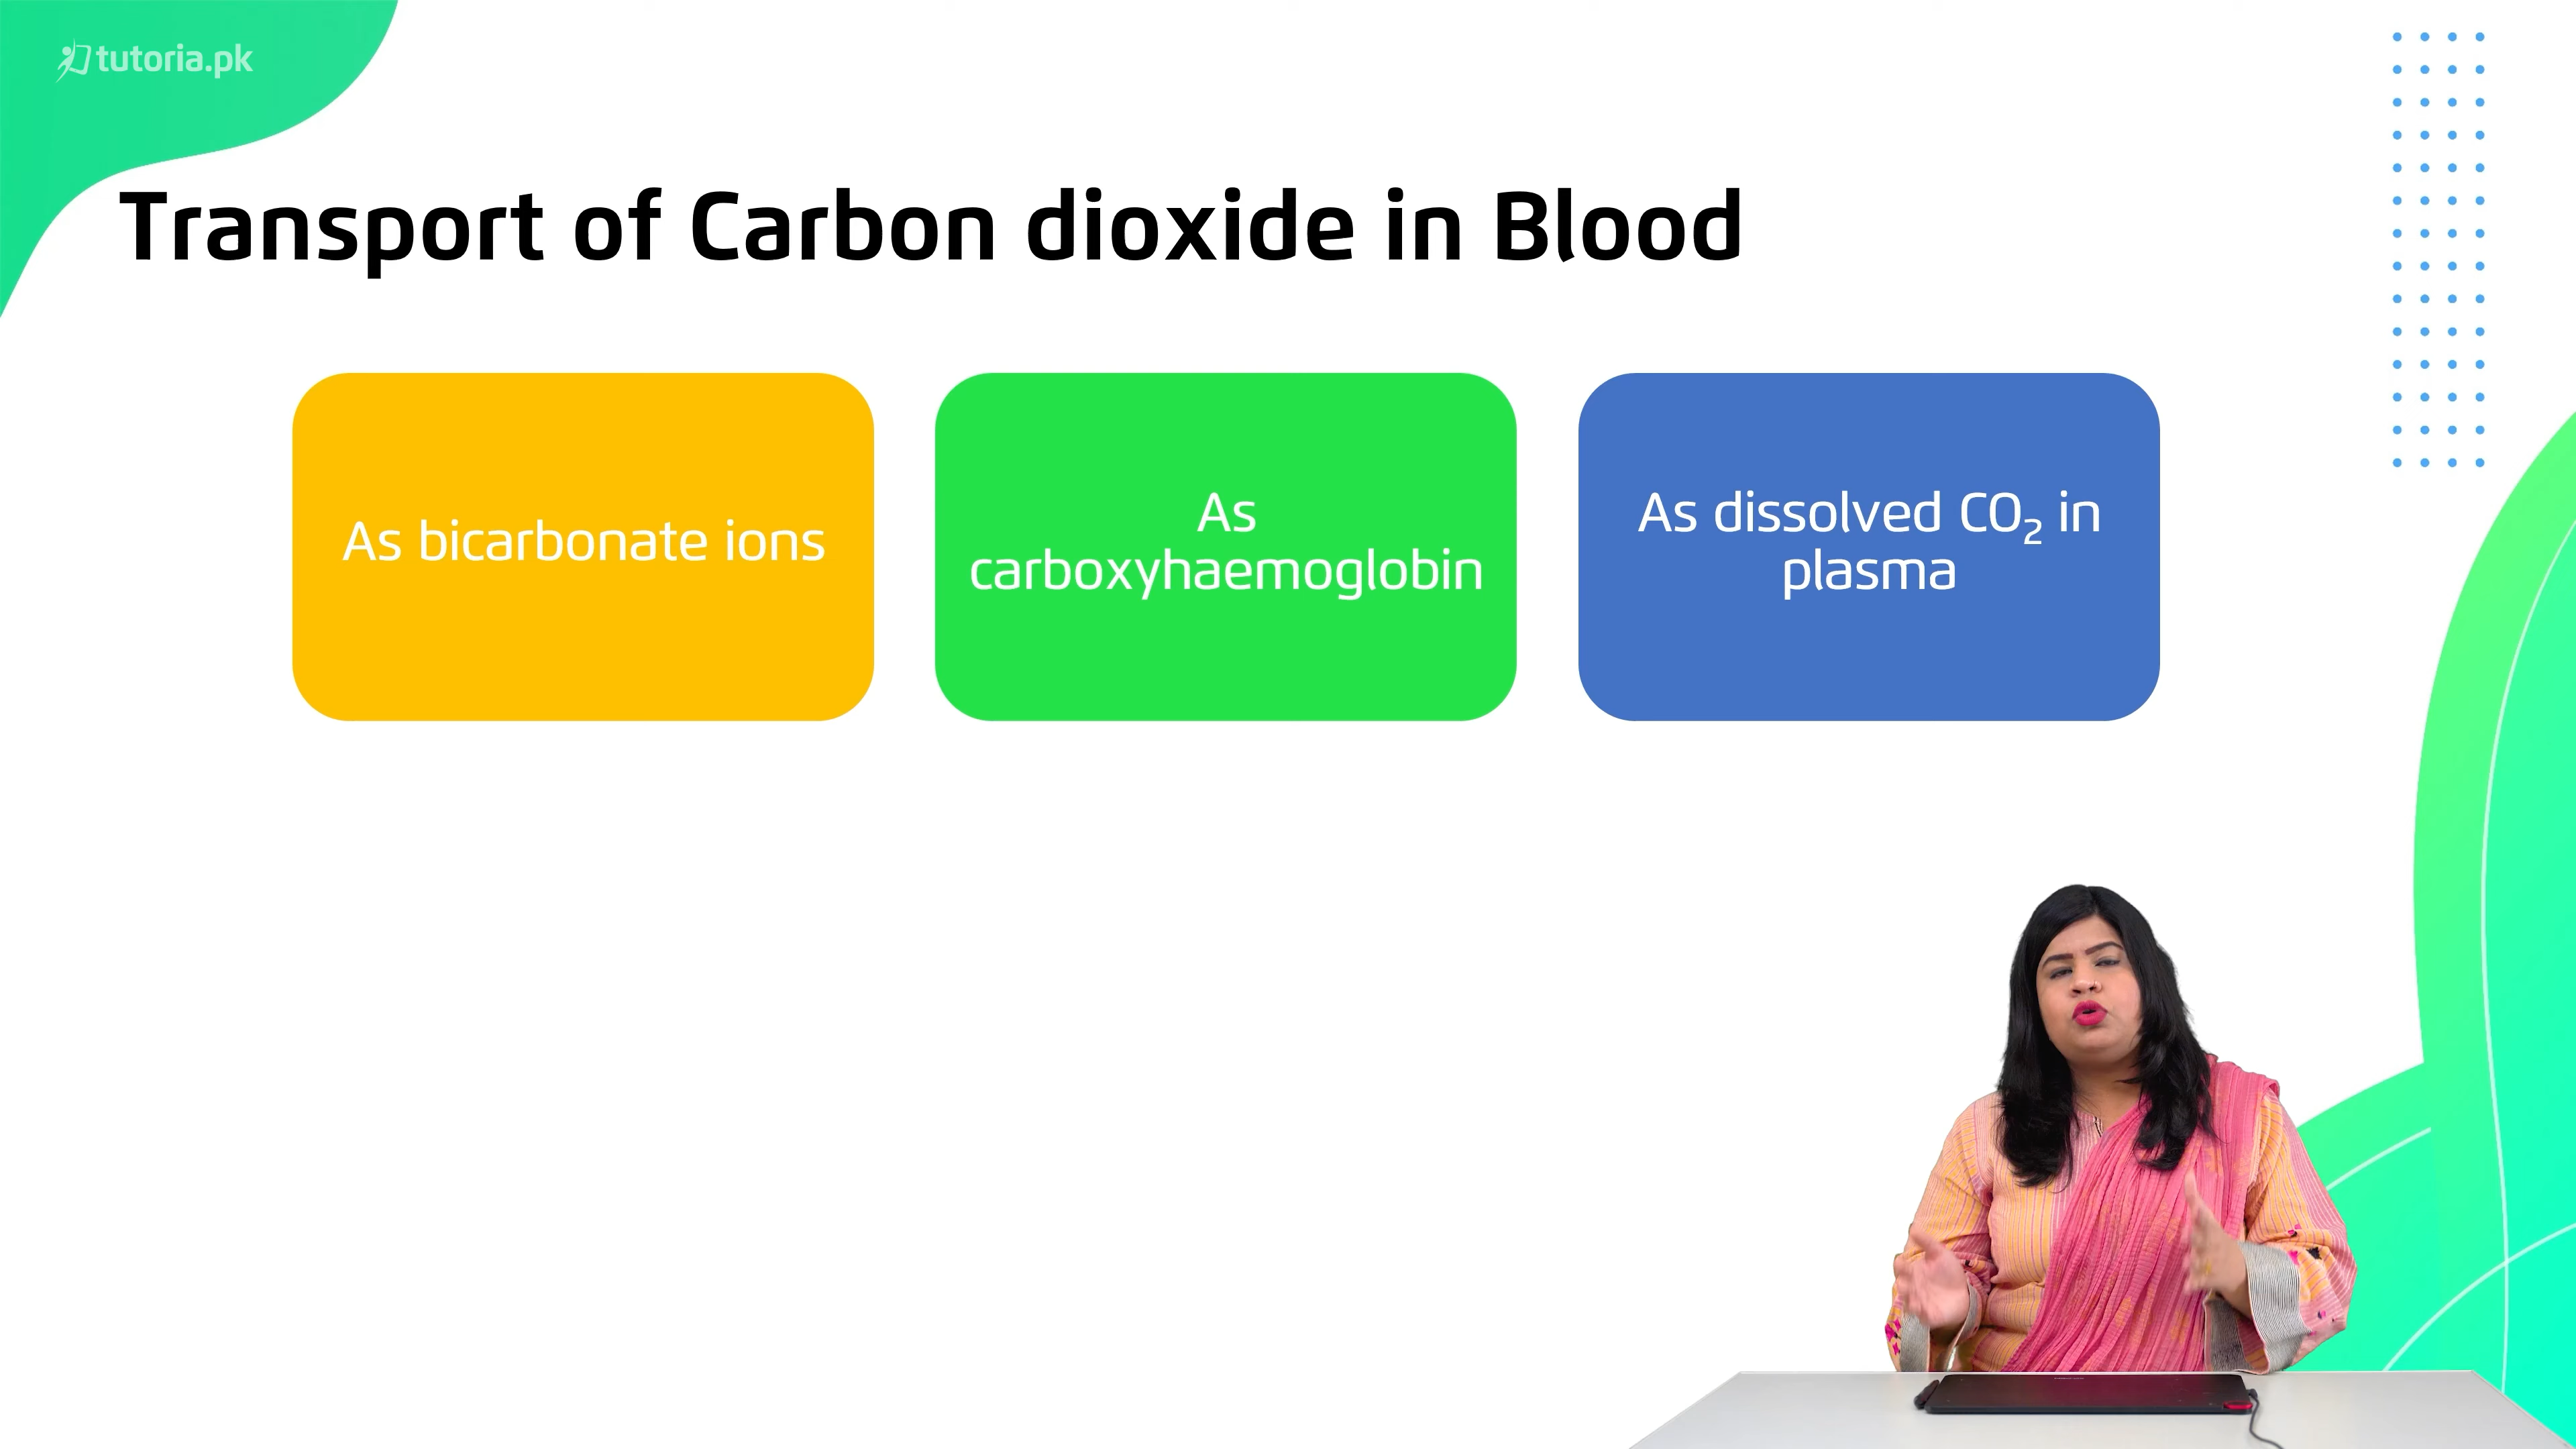 tutoria.pk
Transport of Carbon dioxide in Blood
As bicarbonate ions
As
carboxyhaemoglobin
As dissolved CO₂ in
plasma